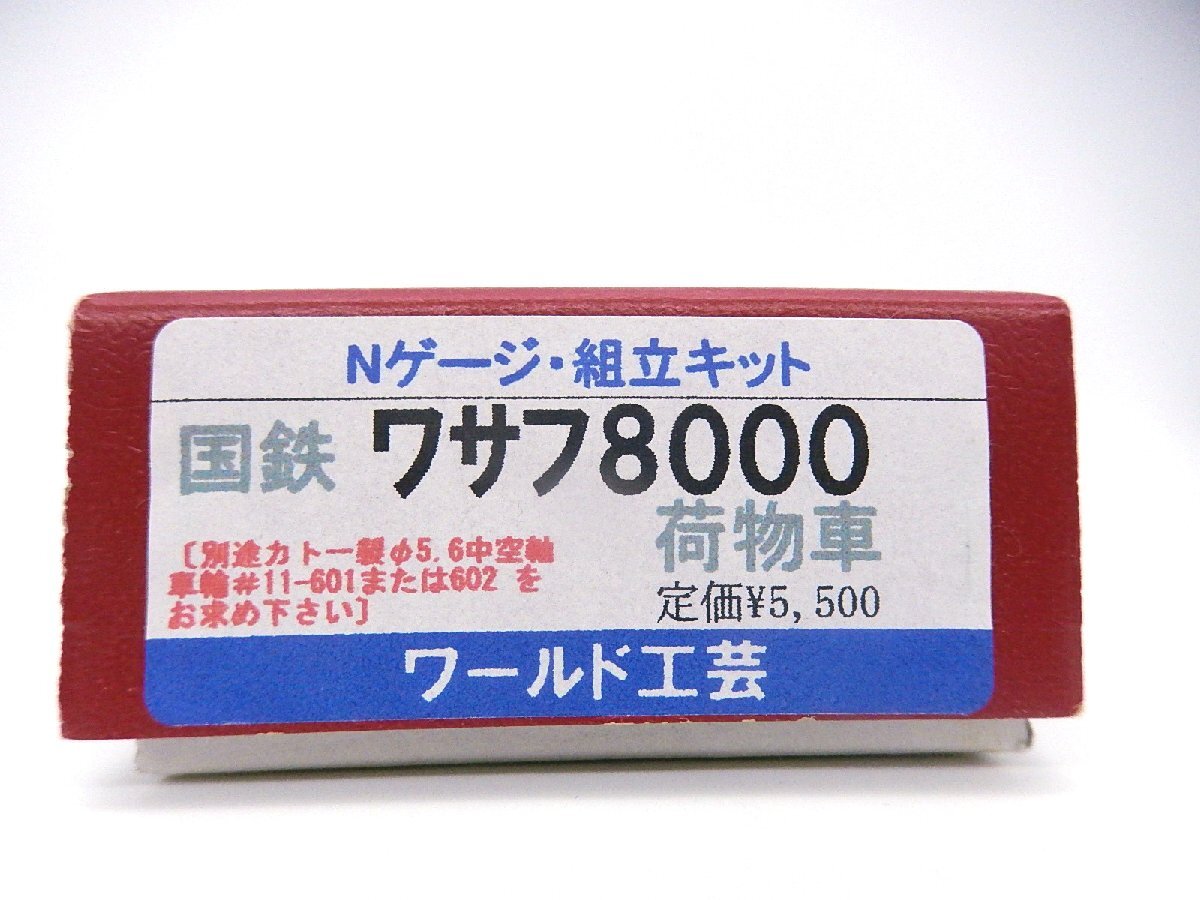 Nゲージ・組立キット
国鉄 ワサフ8000
荷物車
〔別途カトー製φ5.6中空軸
車輪#11-601または602 を
お求め下さい〕
定価¥5,500
ワールド工芸